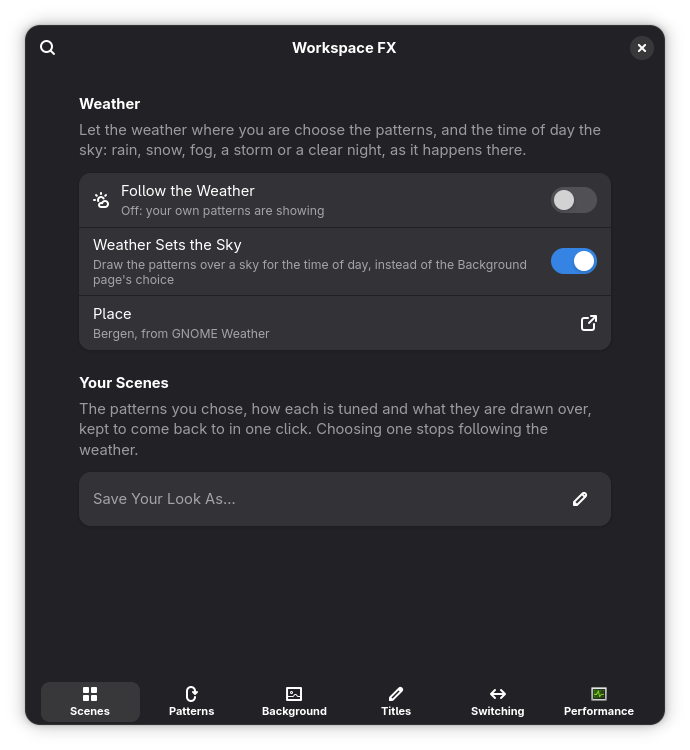 Workspace FX
Weather
Let the weather where you are choose the patterns, and the time of day the
sky: rain, snow, fog, a storm or a clear night, as it happens there.
Follow the Weather
Off: your own patterns are showing
Weather Sets the Sky
Draw the patterns over a sky for the time of day, instead of the Background
page's choice
Place
Bergen, from GNOME Weather
Your Scenes
The patterns you chose, how each is tuned and what they are drawn over,
kept to come back to in one click. Choosing one stops following the
weather.
Save Your Look As…
Scenes Patterns Background Titles Switching Performance